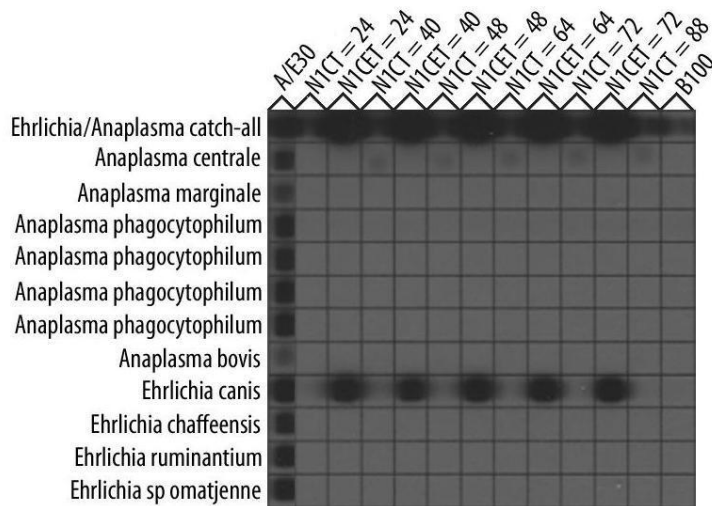 A/E30
N1CT = 24
N1CET = 24
N1CT = 40
N1CET = 40
N1CT = 48
N1CET = 48
N1CT = 64
N1CET = 64
N1CT = 72
N1CET = 72
N1CT = 88
B100
Ehrlichia/Anaplasma catch-all
Anaplasma centrale
Anaplasma marginale
Anaplasma phagocytophilum
Anaplasma phagocytophilum
Anaplasma phagocytophilum
Anaplasma phagocytophilum
Anaplasma bovis
Ehrlichia canis
Ehrlichia chaffeensis
Ehrlichia ruminantium
Ehrlichia sp omatjenne